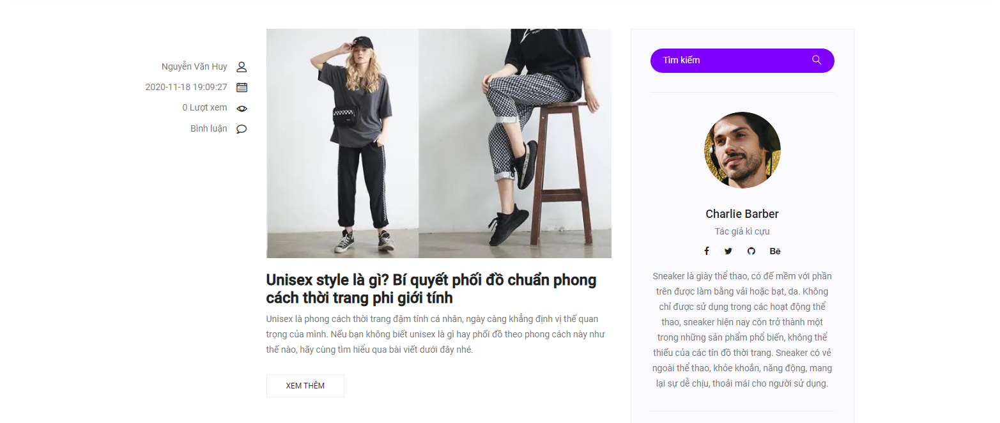 Nguyễn Văn Huy
2020-11-18 19:09:27
0 Lượt xem
Bình luận
Unisex style là gì? Bí quyết phối đồ chuẩn phong
cách thời trang phi giới tính
Unisex là phong cách thời trang đậm tính cá nhân, ngày càng khẳng định vị thế quan
trọng của mình. Nếu bạn không biết unisex là gì hay phối đồ theo phong cách này như
thế nào, hãy cùng tìm hiểu qua bài viết dưới đây nhé.
XEM THÊM
Tìm kiếm
Charlie Barber
Tác giả kì cựu
Bē
Sneaker là giày thể thao, có đế mềm với phần
trên được làm bằng vải hoặc bạt, da. Không
chỉ được sử dụng trong các hoạt động thể
thao, sneaker hiện nay còn trở thành một
trong những sản phẩm phổ biến, không thể
thiếu của các tín đồ thời trang. Sneaker có vẻ
ngoài thể thao, khỏe khoắn, năng động, mang
lại sự dễ chịu, thoải mái cho người sử dụng.